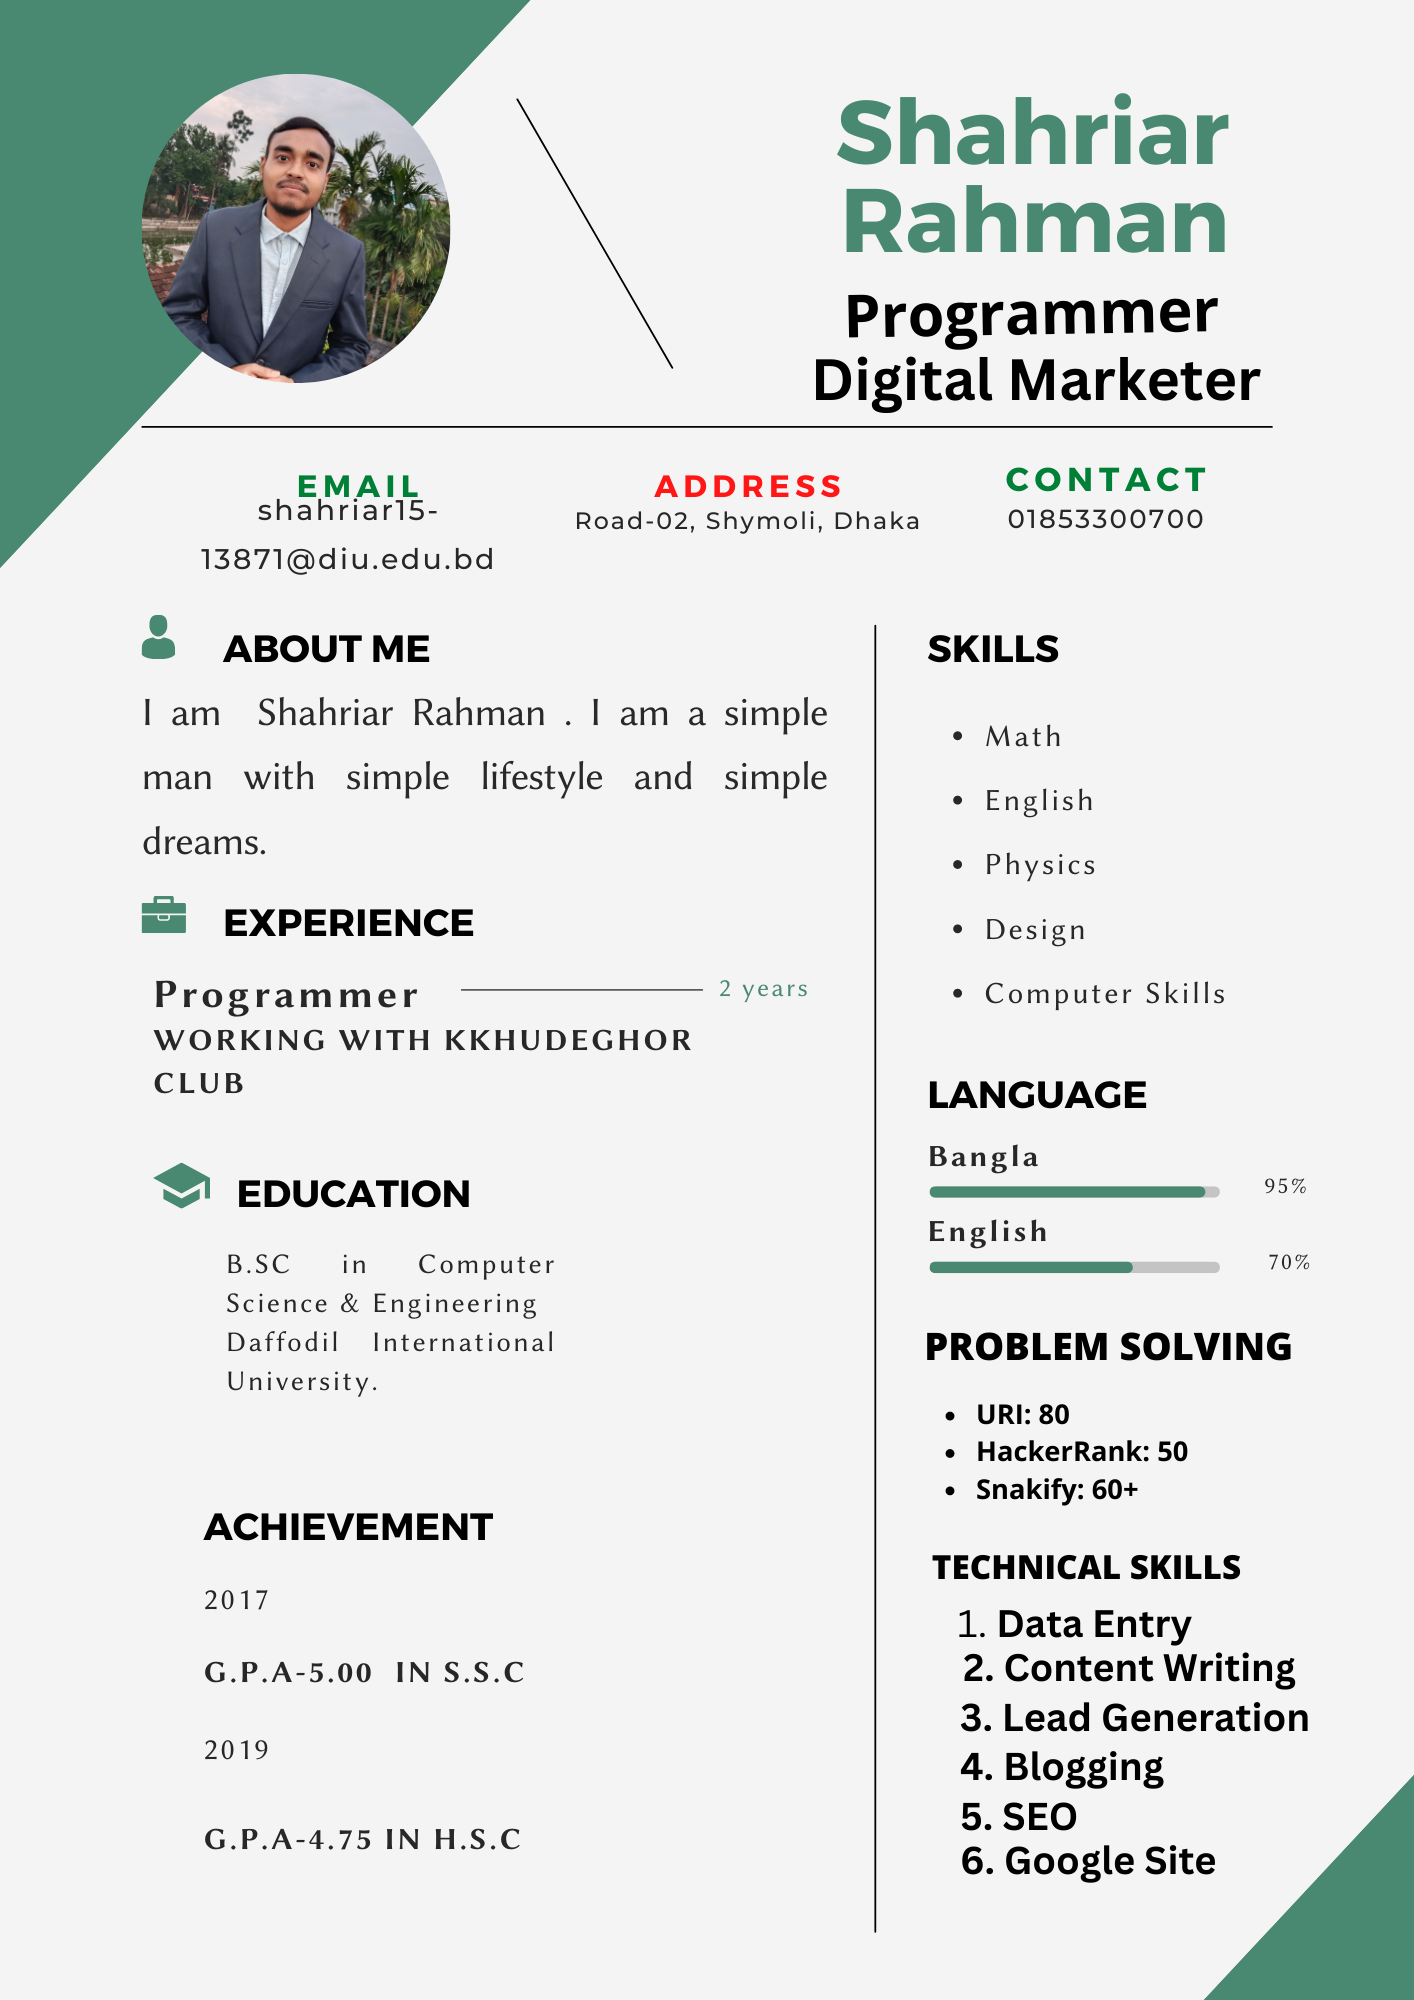 Shahriar
Rahman
Programmer
Digital Marketer
EMAIL
shahriar15-
13871@diu.edu.bd
ADDRESS
Road-02, Shymoli, Dhaka
CONTACT
01853300700
ABOUT ME
I am Shahriar Rahman . I am a simple
man with simple lifestyle and simple
dreams.
EXPERIENCE
Programmer
2 years
WORKING WITH KKHUDEGHOR
CLUB
EDUCATION
B.SC in Computer
Science & Engineering
Daffodil International
University.
ACHIEVEMENT
2017
G.P.A-5.00 IN S.S.C
2019
G.P.A-4.75 IN H.S.C
SKILLS
• Math
• English
• Physics
• Design
• Computer Skills
LANGUAGE
Bangla
95%
English
70%
PROBLEM SOLVING
• URI: 80
• HackerRank: 50
• Snakify: 60+
TECHNICAL SKILLS
1. Data Entry
2. Content Writing
3. Lead Generation
4. Blogging
5. SEO
6. Google Site